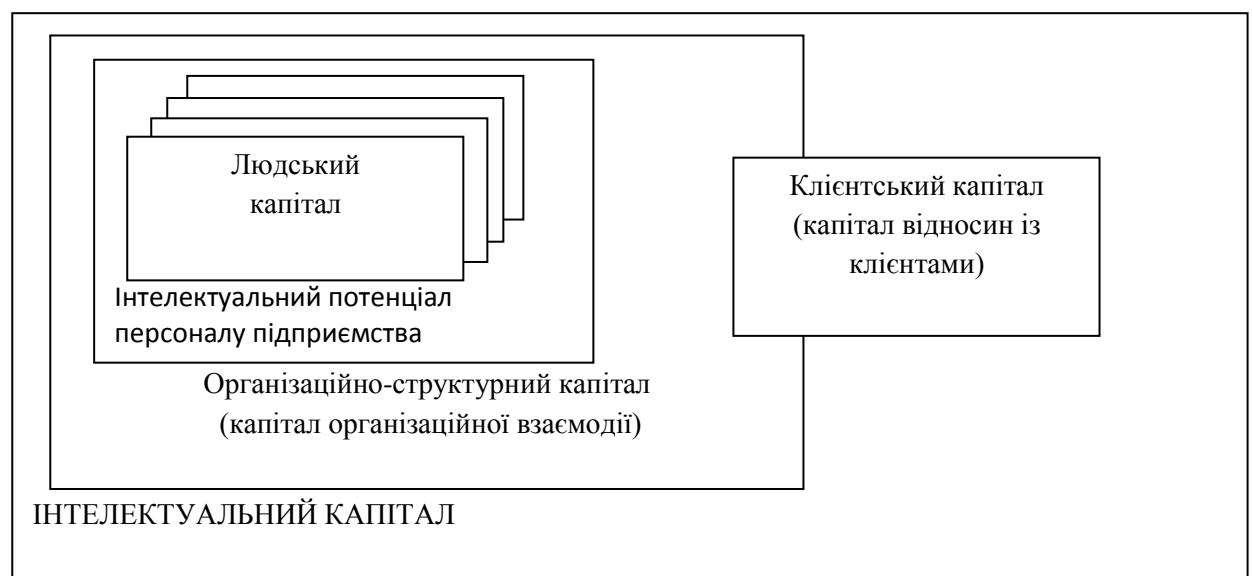 Людський
капітал
Клієнтський капітал
(капітал відносин із
клієнтами)
Інтелектуальний потенціал
персоналу підприємства
Організаційно-структурний капітал
(капітал організаційної взаємодії)
ІНТЕЛЕКТУАЛЬНИЙ КАПІТАЛ